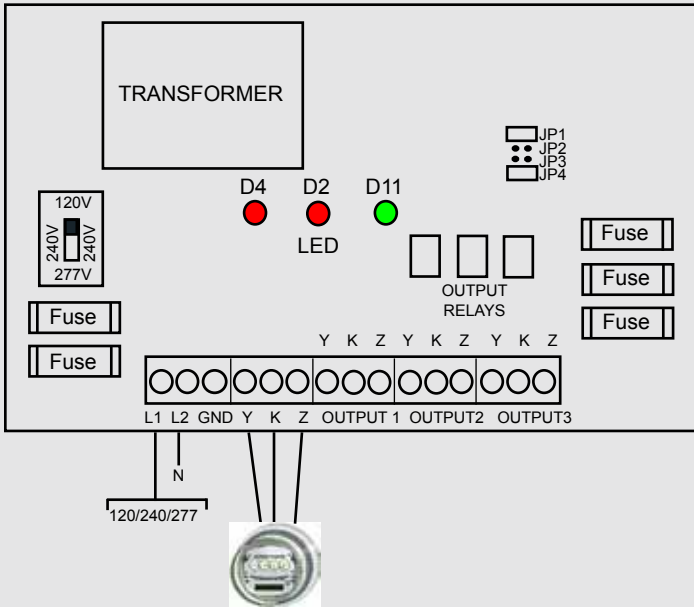 TRANSFORMER
JP1
JP2
JP3
JP4
D4 D2 D11
LED
120V
240V 240V
277V
Fuse
Fuse
Fuse
Fuse
Fuse
OUTPUT
RELAYS
Y K Z Y K Z Y K Z
L1 L2 GND Y K Z OUTPUT 1 OUTPUT2 OUTPUT3
N
120/240/277